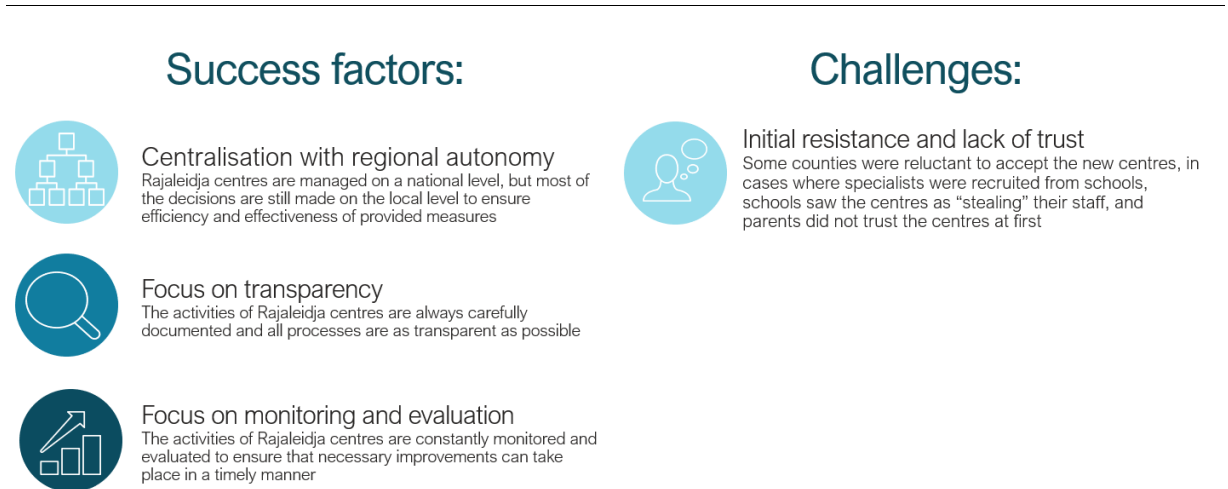 Success factors:
Centralisation with regional autonomy
Rajaleidja centres are managed on a national level, but most of
the decisions are still made on the local level to ensure
efficiency and effectiveness of provided measures
Focus on transparency
The activities of Rajaleidja centres are always carefully
documented and all processes are as transparent as possible
Focus on monitoring and evaluation
The activities of Rajaleidja centres are constantly monitored and
evaluated to ensure that necessary improvements can take
place in a timely manner
Challenges:
Initial resistance and lack of trust
Some counties were reluctant to accept the new centres, in
cases where specialists were recruited from schools,
schools saw the centres as “stealing” their staff, and
parents did not trust the centres at first